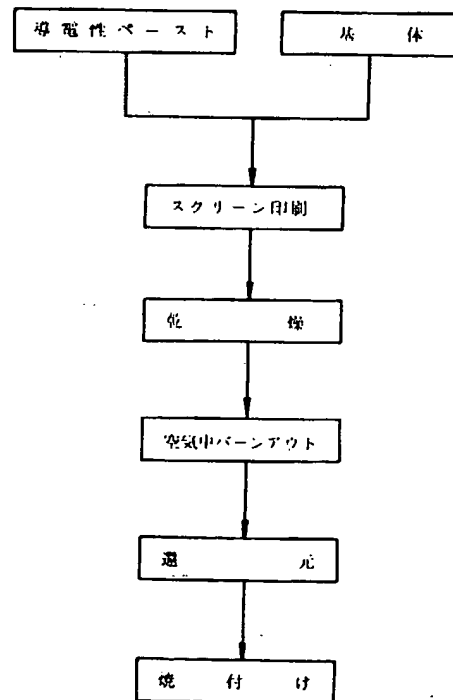 導電性ペースト
基体
スクリーン印刷
乾燥
空気中バーンアウト
還元
焼付け